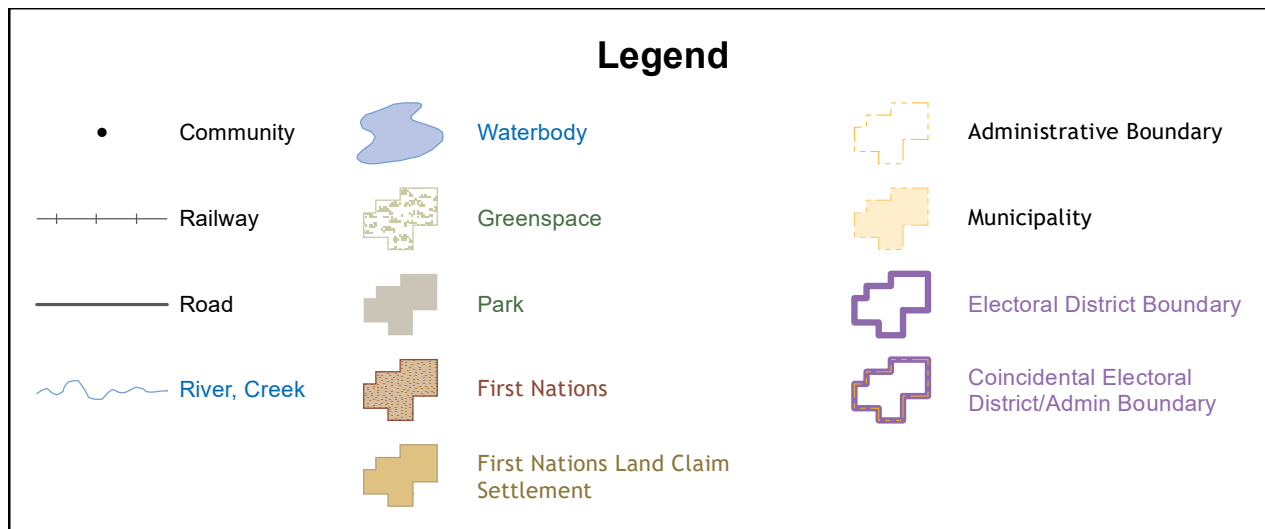 Legend
Community
Waterbody
Administrative Boundary
Railway
Greenspace
Municipality
Road
Park
Electoral District Boundary
River, Creek
First Nations
Coincidental Electoral
District/Admin Boundary
First Nations Land Claim
Settlement